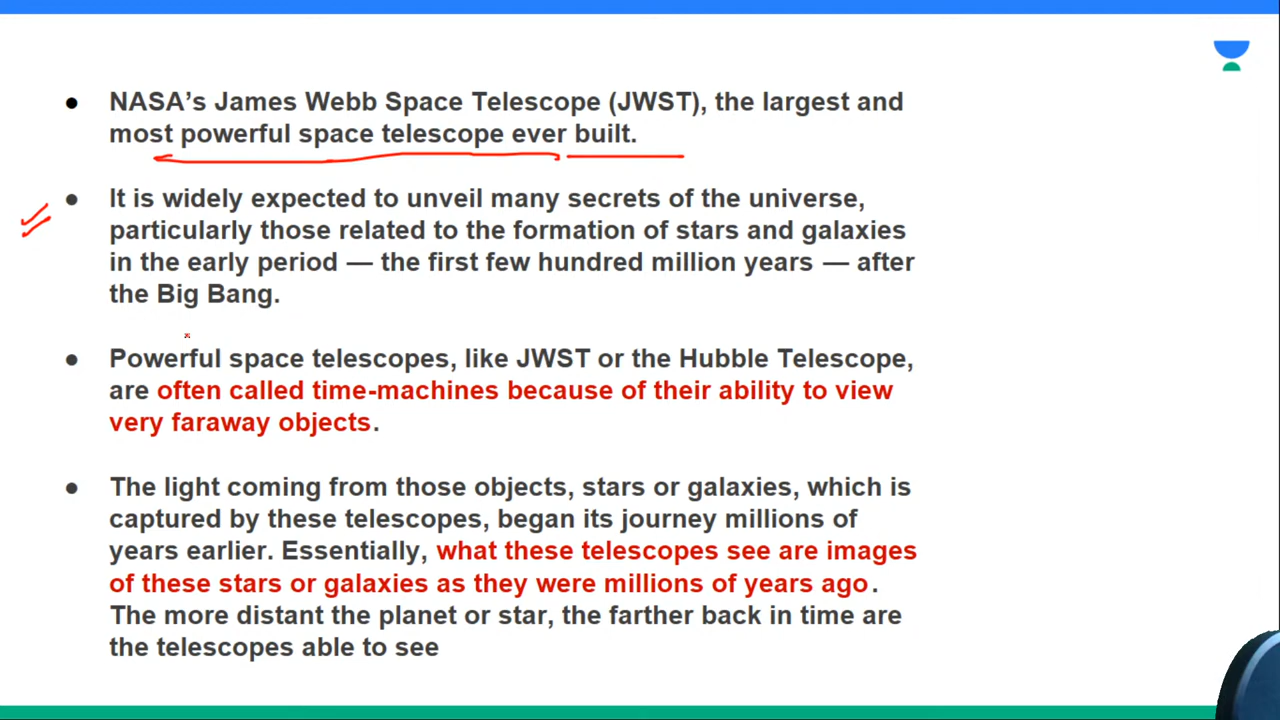 ● NASA’s James Webb Space Telescope (JWST), the largest and
most powerful space telescope ever built.
● It is widely expected to unveil many secrets of the universe,
particularly those related to the formation of stars and galaxies
in the early period — the first few hundred million years — after
the Big Bang.
● Powerful space telescopes, like JWST or the Hubble Telescope,
are often called time-machines because of their ability to view
very faraway objects.
● The light coming from those objects, stars or galaxies, which is
captured by these telescopes, began its journey millions of
years earlier. Essentially, what these telescopes see are images
of these stars or galaxies as they were millions of years ago.
The more distant the planet or star, the farther back in time are
the telescopes able to see